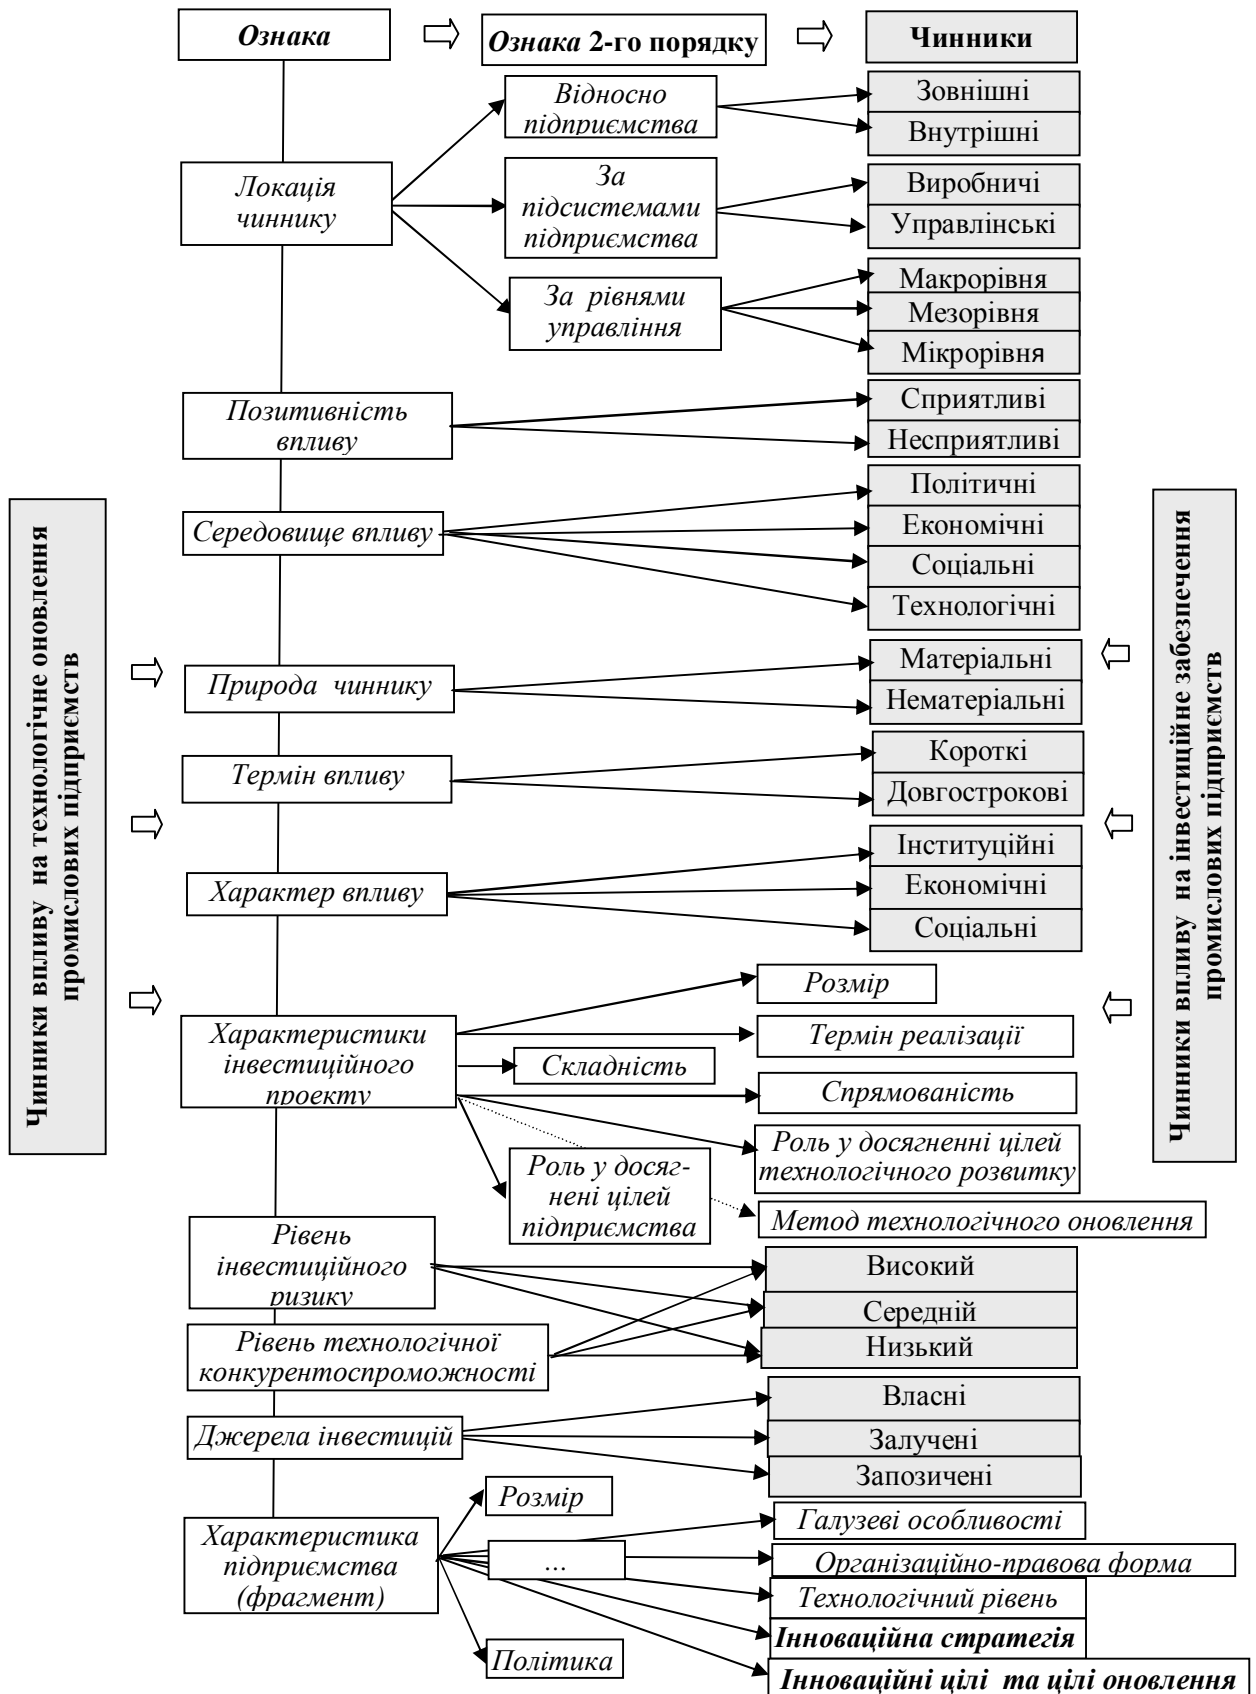 Ознака
Ознака 2-го порядку
Чинники
Відносно
підприємства
Зовнішні
Внутрішні
Локація
чиннику
За
підсистемами
підприємства
Виробничі
Управлінські
За рівнями
управління
Макрорівня
Мезорівня
Мікрорівня
Позитивність
впливу
Сприятливі
Несприятливі
Середовище впливу
Політичні
Економічні
Соціальні
Технологічні
Чинники впливу на технологічне оновлення
промислових підприємств
Чинники впливу на інвестиційне забезпечення
промислових підприємств
Природа чиннику
Матеріальні
Нематеріальні
Термін впливу
Короткі
Довгострокові
Характер впливу
Інституційні
Економічні
Соціальні
Характеристики
інвестиційного
проекту
Розмір
Термін реалізації
Складність
Спрямованість
Роль у досягненні цілей
технологічного розвитку
Роль у досяг-
нені цілей
підприємства
Метод технологічного оновлення
Рівень
інвестиційного
ризику
Високий
Середній
Низький
Рівень технологічної
конкурентоспроможності
Джерела інвестицій
Власні
Залучені
Запозичені
Характеристика
підприємства
(фрагмент)
Розмір
...
Політика
Галузеві особливості
Організаційно-правова форма
Технологічний рівень
Інноваційна стратегія
Інноваційні цілі та цілі оновлення